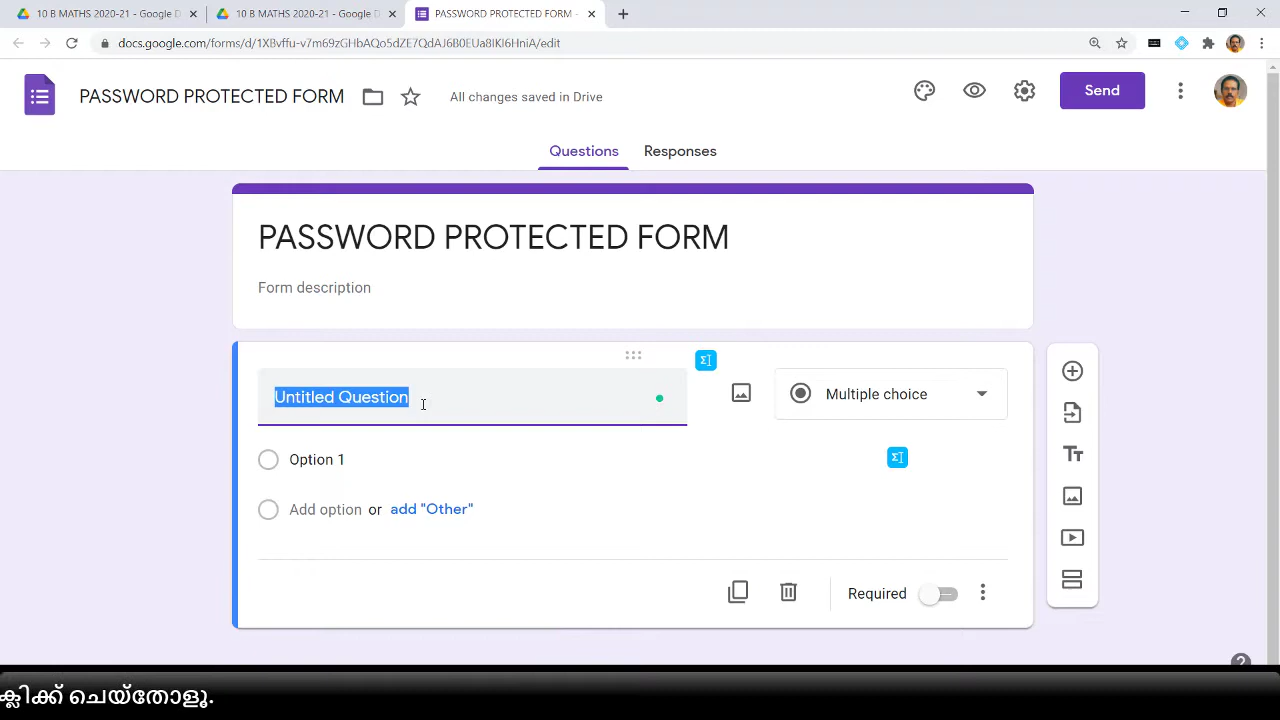 10 B MATHS 2020-21 - Google D
10 B MATHS 2020-21 - Google D
PASSWORD PROTECTED FORM -
docs.google.com/forms/d/1XBvffu-v7m69zGHbAQo5dZE7QdAJ6R0EUa8IKI6HniA/edit
PASSWORD PROTECTED FORM
All changes saved in Drive
Send
Questions
Responses
PASSWORD PROTECTED FORM
Form description
Untitled Question
Multiple choice
Option 1
Add option or add "Other"
Required
ക്ലിക്ക് ചെയ്തോളൂ.